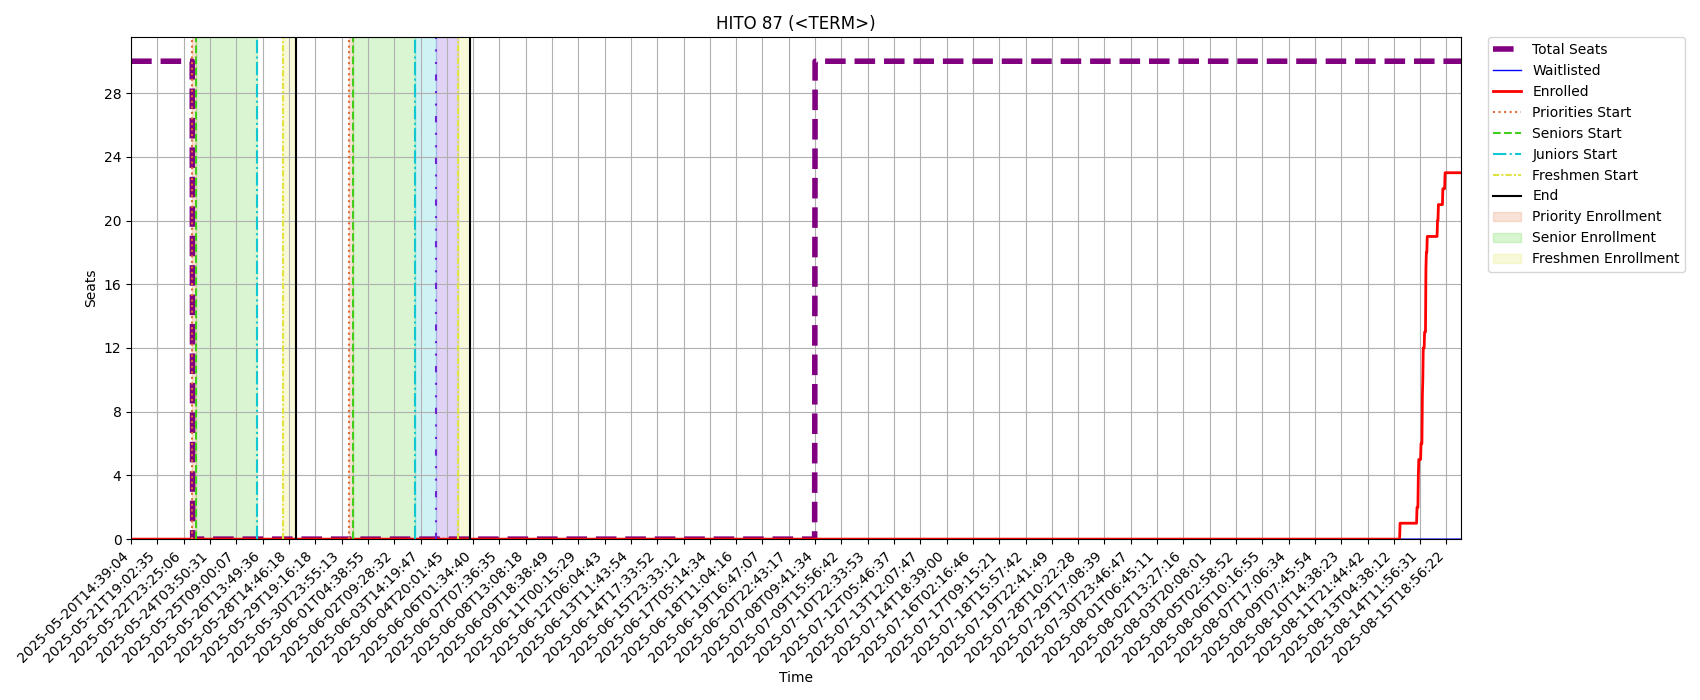 HITO 87 (<TERM>)
Total Seats
Waitlisted
Enrolled
Priorities Start
Seniors Start
Juniors Start
Freshmen Start
End
Priority Enrollment
Senior Enrollment
Freshmen Enrollment
Seats
28
24
20
16
12
8
4
0
2025-05-20T14:39:04
2025-05-21T19:02:35
2025-05-22T23:25:06
2025-05-24T03:50:31
2025-05-25T09:00:07
2025-05-26T13:49:36
2025-05-28T14:46:18
2025-05-29T19:16:18
2025-05-30T23:55:13
2025-06-01T04:38:55
2025-06-02T09:28:32
2025-06-03T14:19:47
2025-06-04T20:01:45
2025-06-06T01:34:40
2025-06-07T07:36:35
2025-06-08T13:08:18
2025-06-09T18:38:49
2025-06-11T00:15:29
2025-06-12T06:04:43
2025-06-13T11:43:54
2025-06-14T17:33:52
2025-06-15T23:33:12
2025-06-17T05:14:34
2025-06-18T11:04:16
2025-06-19T16:47:07
2025-06-20T22:43:17
2025-07-08T09:41:34
2025-07-09T15:56:42
2025-07-10T22:33:53
2025-07-12T05:46:37
2025-07-13T12:07:47
2025-07-14T18:39:00
2025-07-16T02:16:46
2025-07-17T09:15:21
2025-07-18T15:57:42
2025-07-19T22:41:49
2025-07-28T10:22:28
2025-07-29T17:08:39
2025-07-30T23:46:47
2025-08-01T06:45:11
2025-08-02T13:27:16
2025-08-03T20:08:01
2025-08-05T02:58:52
2025-08-06T10:16:55
2025-08-07T17:06:34
2025-08-09T07:45:54
2025-08-10T14:38:23
2025-08-11T21:44:42
2025-08-13T04:38:12
2025-08-14T11:56:31
2025-08-15T18:56:22
Time